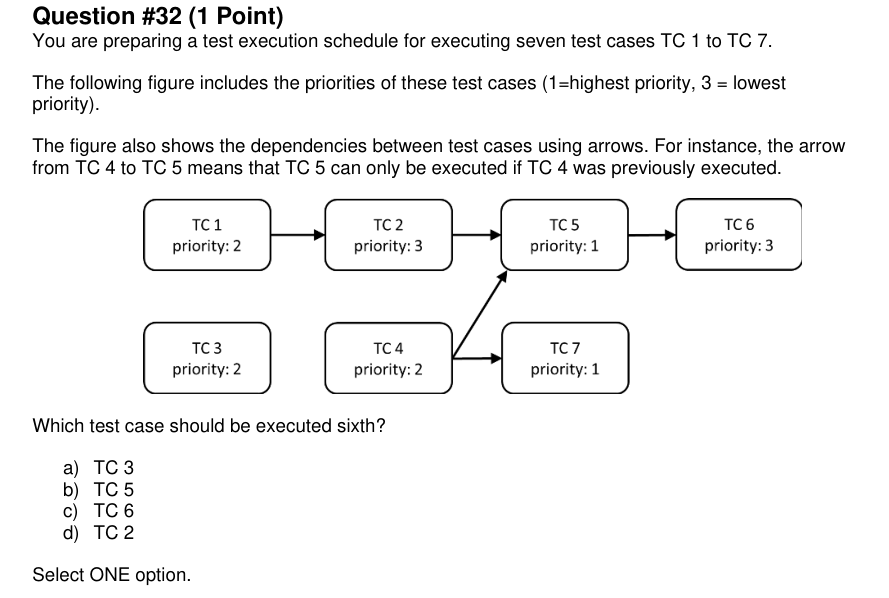 Question #32 (1 Point)
You are preparing a test execution schedule for executing seven test cases TC 1 to TC 7.
The following figure includes the priorities of these test cases (1=highest priority, 3 = lowest
priority).
The figure also shows the dependencies between test cases using arrows. For instance, the arrow
from TC 4 to TC 5 means that TC 5 can only be executed if TC 4 was previously executed.
TC 1
priority: 2
TC 2
priority: 3
TC 5
priority: 1
TC 6
priority: 3
TC 3
priority: 2
TC 4
priority: 2
TC 7
priority: 1
Which test case should be executed sixth?
a) TC 3
b) TC 5
c) TC 6
d) TC 2
Select ONE option.